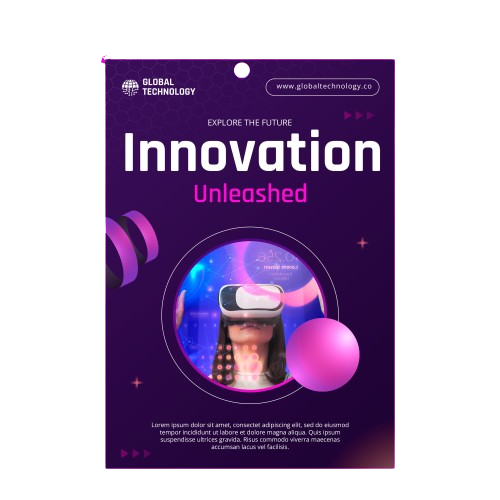 GLOBAL
TECHNOLOGY
www.globaltechnology.co
EXPLORE THE FUTURE
Innovation
Unleashed
Lorem ipsum dolor sit amet, consectet adipiscing elit, sed do eiusmod
tempor incididunt ut labore et dolore magna aliqua. Quis ipsum
suspendisse ultrices gravida. Risus commodo viverra maecenas
accumsan lacus vel facilisis.